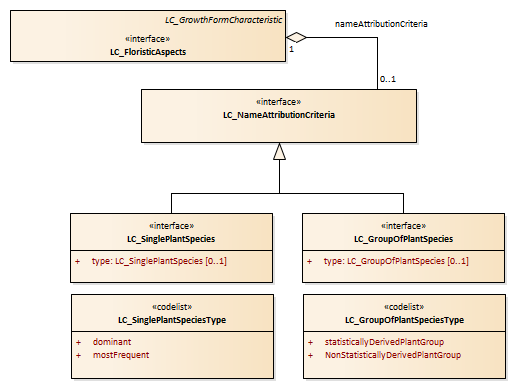 LC_GrowthFormCharacteristic
«interface»
LC_FloristicAspects
nameAttributionCriteria
1
0..1
«interface»
LC_NameAttributionCriteria
«interface»
LC_SinglePlantSpecies
+ type: LC_SinglePlantSpecies [0..1]
«interface»
LC_GroupOfPlantSpecies
+ type: LC_GroupOfPlantSpecies [0..1]
«codelist»
LC_SinglePlantSpeciesType
+ dominant
+ mostFrequent
«codelist»
LC_GroupOfPlantSpeciesType
+ statisticallyDerivedPlantGroup
+ NonStatisticallyDerivedPlantGroup